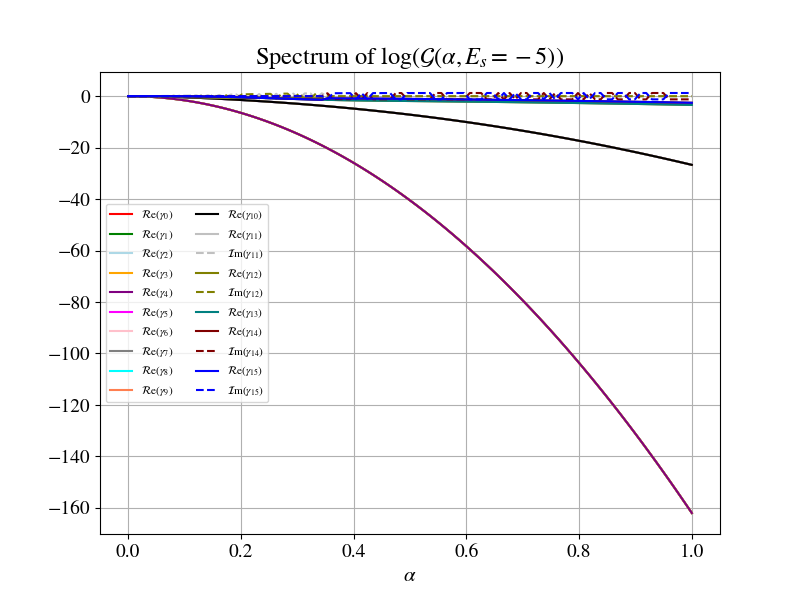 Spectrum of log(𝒢(α, E_s = −5))
0
−20
−40
−60
−80
−100
−120
−140
−160
ℛe(γ₀)
ℛe(γ₁)
ℛe(γ₂)
ℛe(γ₃)
ℛe(γ₄)
ℛe(γ₅)
ℛe(γ₆)
ℛe(γ₇)
ℛe(γ₈)
ℛe(γ₉)
ℛe(γ₁₀)
ℛe(γ₁₁)
ℐm(γ₁₁)
ℛe(γ₁₂)
ℐm(γ₁₂)
ℛe(γ₁₃)
ℛe(γ₁₄)
ℐm(γ₁₄)
ℛe(γ₁₅)
ℐm(γ₁₅)
0.0 0.2 0.4 0.6 0.8 1.0
α